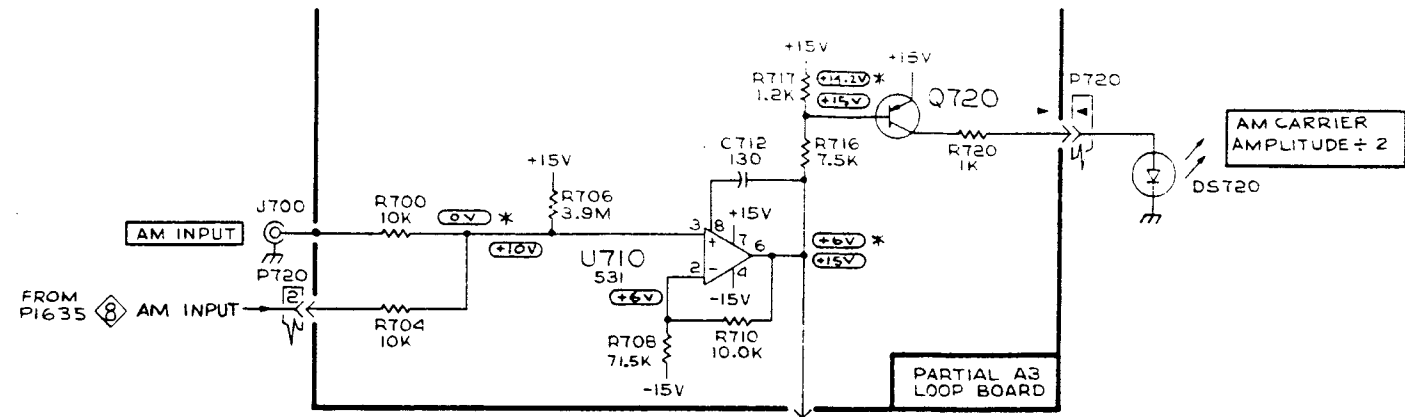 +15V
+15V
R717
1.2K
+14.2V *
+15V
Q720
P720
AM CARRIER
AMPLITUDE ÷ 2
C712
130
R716
7.5K
R720
1K
DS720
+15V
R706
3.9M
J700
R700
10K
0V *
+10V
AM INPUT
3
8
+15V
7
6
+
-
2
4
-15V
U710
531
+6V
+6V *
+15V
P720
2
FROM
P1635 8 AM INPUT
R704
10K
R708
71.5K
R710
10.0K
-15V
PARTIAL A3
LOOP BOARD